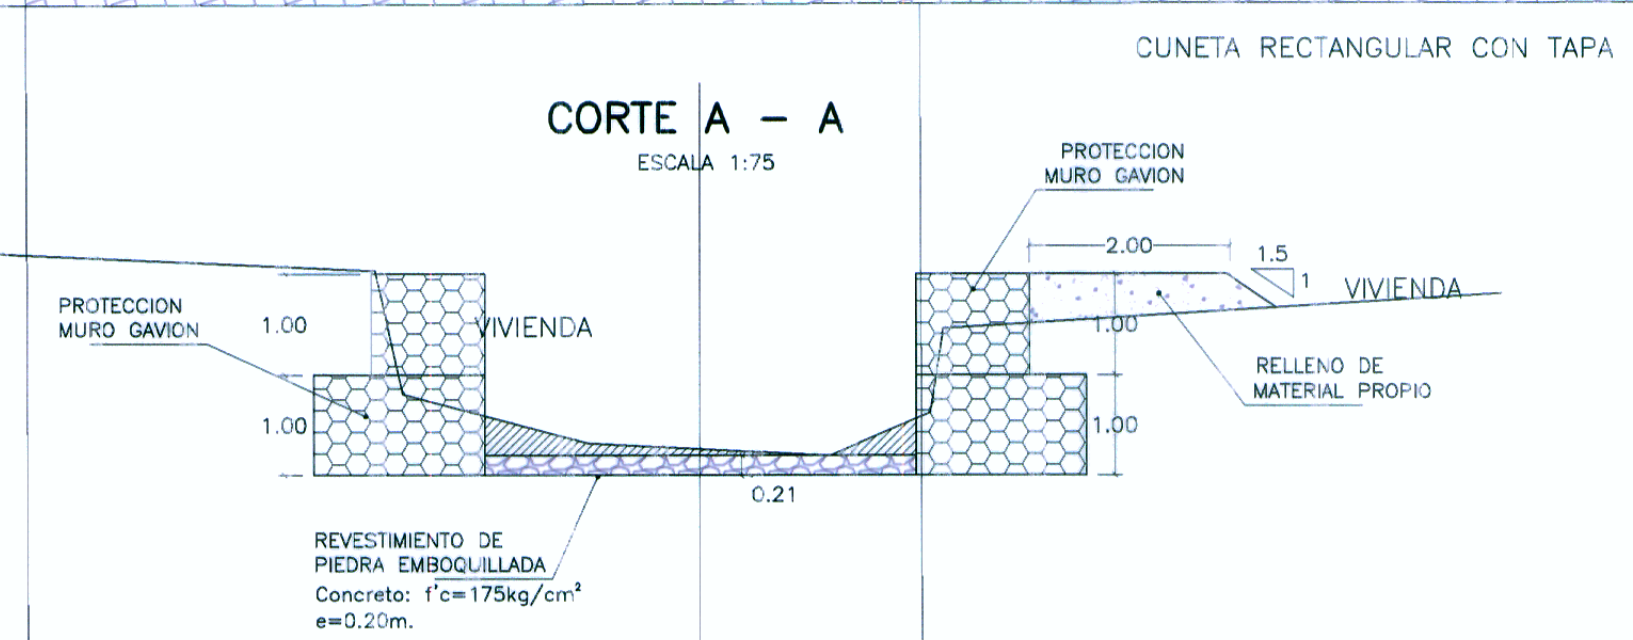 CUNETA RECTANGULAR CON TAPA
CORTE A - A
ESCALA 1:75
PROTECCION
MURO GAVION
2.00
1.5
1
VIVIENDA
PROTECCION
MURO GAVION
1.00
VIVIENDA
1.00
RELLENO DE
MATERIAL PROPIO
1.00
1.00
0.21
REVESTIMIENTO DE
PIEDRA EMBOQUILLADA
Concreto: f'c=175kg/cm²
e=0.20m.